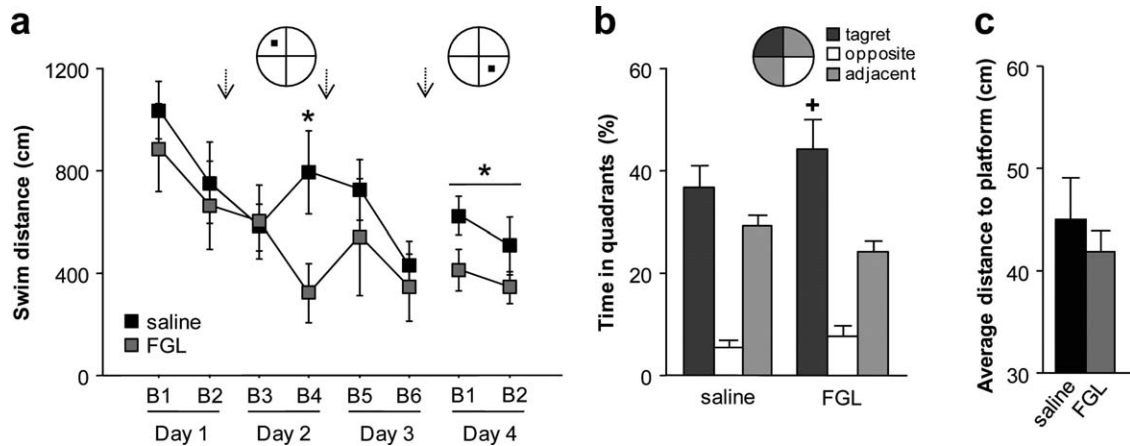 a
1200
800
400
0
Swim distance (cm)
*
*
saline
FGL
B1 B2 B3 B4 B5 B6 B1 B2
Day 1 Day 2 Day 3 Day 4
b
tagret
opposite
adjacent
60
40
20
0
Time in quadrants (%)
+
saline FGL
c
60
50
40
30
Average distance to platform (cm)
saline
FGL